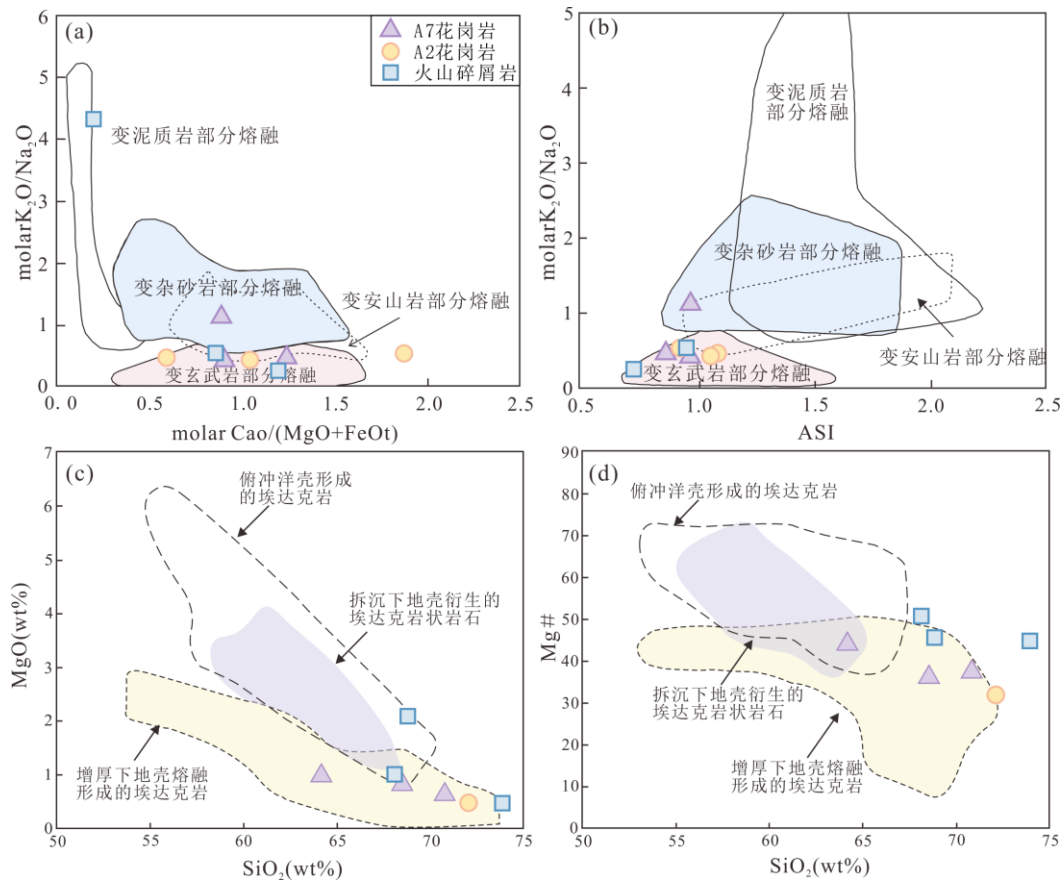 (a)
A7花岗岩
A2花岗岩
火山碎屑岩
变泥质岩部分熔融
变杂砂岩部分熔融
变安山岩部分熔融
变玄武岩部分熔融
molarK₂O/Na₂O
6
5
4
3
2
1
0
0.0
0.5
1.0
1.5
2.0
2.5
molar Cao/(MgO+FeOt)
(b)
变泥质岩
部分熔融
变杂砂岩部分熔融
变安山岩部分熔融
变玄武岩部分熔融
molarK₂O/Na₂O
5
4
3
2
1
0
0.5
1.0
1.5
2.0
2.5
ASI
(c)
俯冲洋壳形成
的埃达克岩
拆沉下地壳衍生的
埃达克岩状岩石
增厚下地壳熔融
形成的埃达克岩
MgO(wt%)
7
6
5
4
3
2
1
0
50
55
60
65
70
75
SiO₂(wt%)
(d)
俯冲洋壳形成的埃达克岩
拆沉下地壳衍生的
埃达克岩状岩石
增厚下地壳熔融
形成的埃达克岩
Mg#
90
80
70
60
50
40
30
20
10
0
50
55
60
65
70
75
SiO₂(wt%)